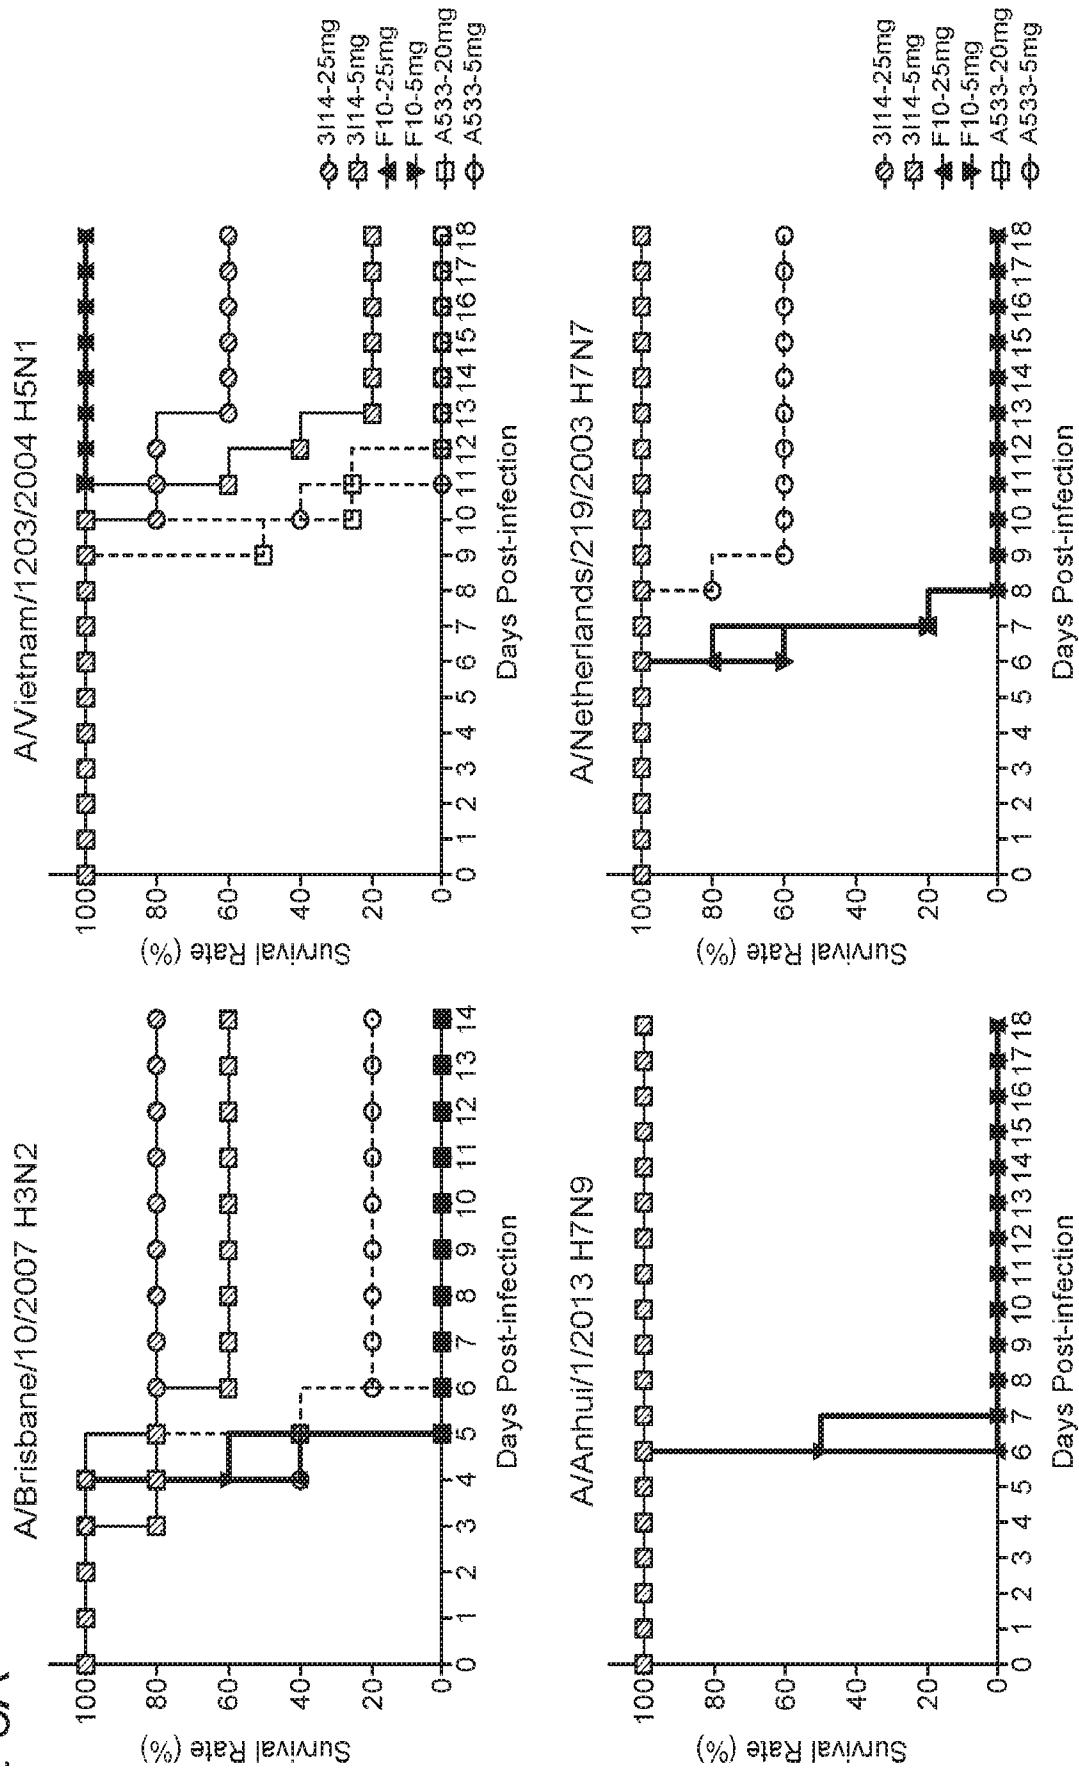 A/Brisbane/10/2007 H3N2
Survival Rate (%)
100
80
60
40
20
0
0 1 2 3 4 5 6 7 8 9 10 11 12 13 14
Days Post-infection
A/Vietnam/1203/2004 H5N1
Survival Rate (%)
100
80
60
40
20
0
0 1 2 3 4 5 6 7 8 9 10 11 12 13 14 15 16 17 18
Days Post-infection
3I14-25mg
3I14-5mg
F10-25mg
F10-5mg
A533-20mg
A533-5mg
A/Anhui/1/2013 H7N9
Survival Rate (%)
100
80
60
40
20
0
0 1 2 3 4 5 6 7 8 9 10 11 12 13 14 15 16 17 18
Days Post-infection
A/Netherlands/219/2003 H7N7
Survival Rate (%)
100
80
60
40
20
0
0 1 2 3 4 5 6 7 8 9 10 11 12 13 14 15 16 17 18
Days Post-infection
3I14-25mg
3I14-5mg
F10-25mg
F10-5mg
A533-20mg
A533-5mg